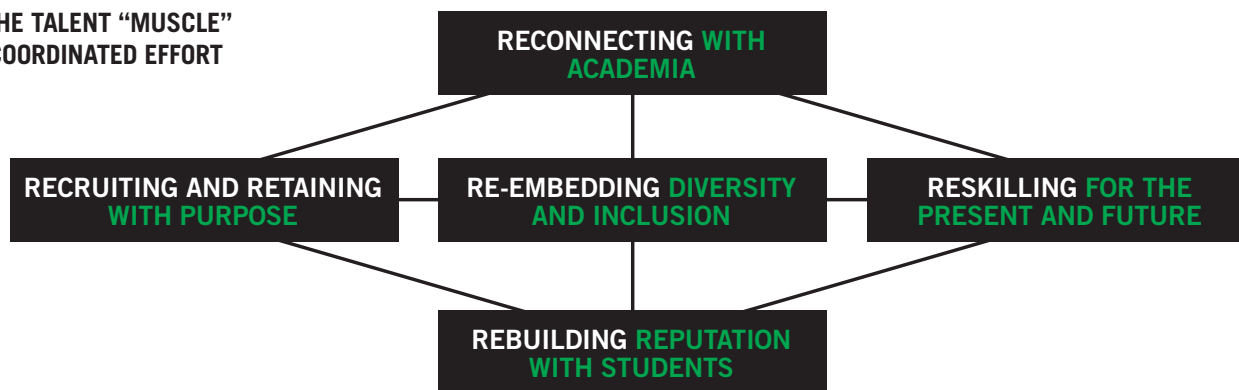 HE TALENT “MUSCLE”
COORDINATED EFFORT
RECONNECTING WITH
ACADEMIA
RECRUITING AND RETAINING
WITH PURPOSE
RE-EMBEDDING DIVERSITY
AND INCLUSION
RESKILLING FOR THE
PRESENT AND FUTURE
REBUILDING REPUTATION
WITH STUDENTS